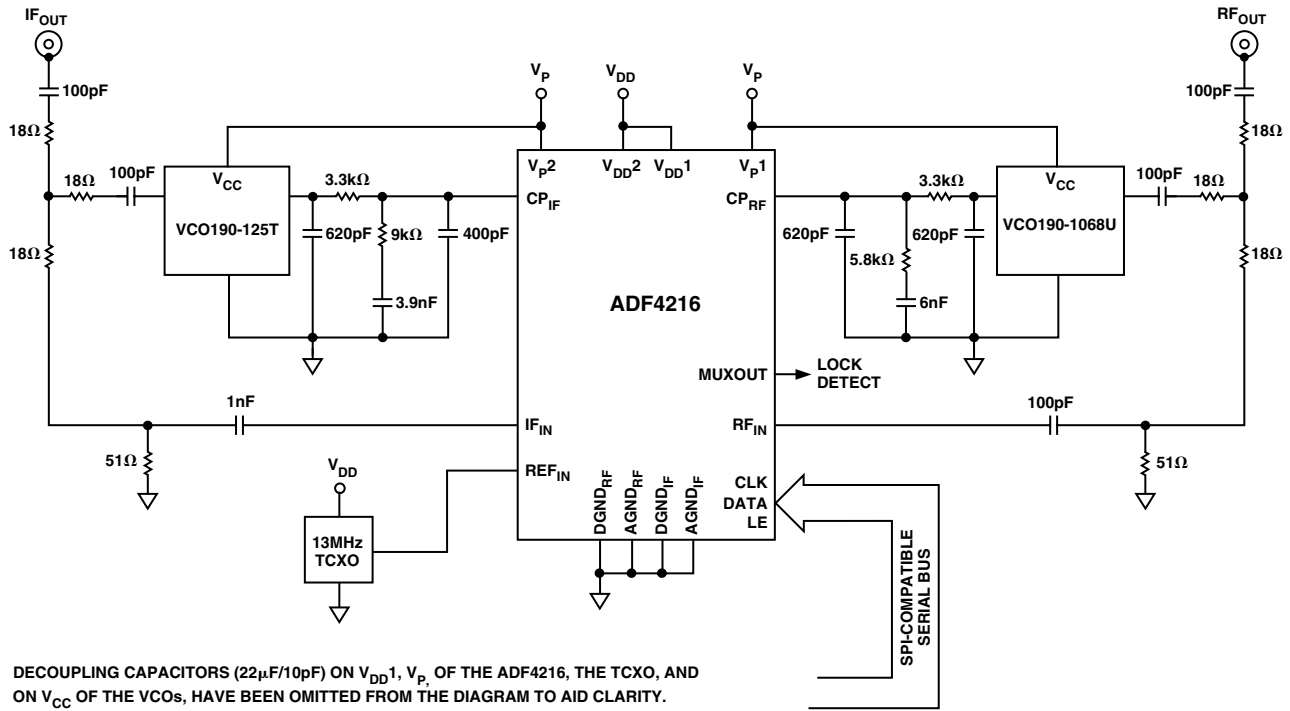 IFOUT
RFOUT
100pF
18Ω
VP
VDD
VP
100pF
18Ω
VP2
VDD2
VDD1
VP1
100pF
18Ω
VCC
VCO190-125T
3.3kΩ
CPIF
620pF
9kΩ
400pF
3.9nF
18Ω
CPRF
3.3kΩ
620pF
620pF
5.8kΩ
6nF
VCC
VCO190-1068U
100pF
18Ω
18Ω
ADF4216
MUXOUT
LOCK
DETECT
1nF
IFIN
RFIN
100pF
51Ω
51Ω
VDD
REFIN
13MHz
TCXO
DGNDRF
AGNDRF
DGNDIF
AGNDIF
CLK
DATA
LE
SPI-COMPATIBLE
SERIAL BUS
DECOUPLING CAPACITORS (22µF/10pF) ON VDD1, VP, OF THE ADF4216, THE TCXO, AND
ON VCC OF THE VCOs, HAVE BEEN OMITTED FROM THE DIAGRAM TO AID CLARITY.